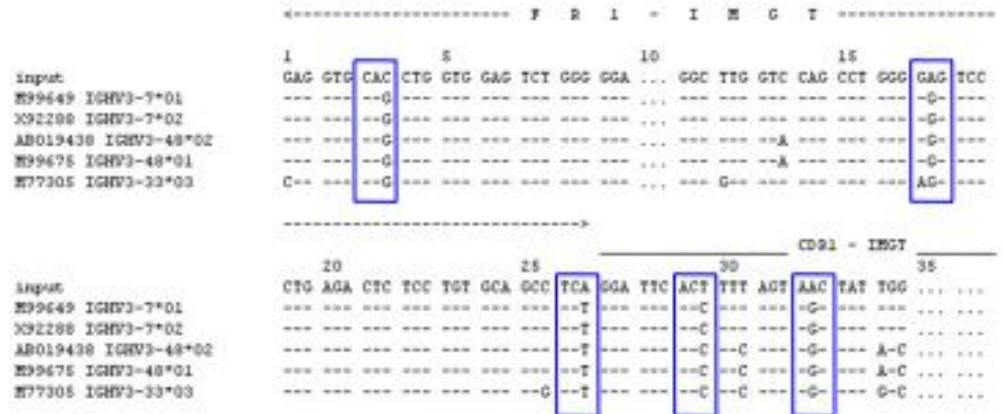 <---------------------- F R 1 - I M G T ----------------
1 5 10 15
input GAG GTG CAC CTG GTG GAG TCT GGG GGA ... GGC TTG GTC CAG CCT GGG GAG TCC
M99649 IGHV3-7*01 --- --- --G --- --- --- --- --- --- ... --- --- --- --- --- --- -G- ---
X92288 IGHV3-7*02 --- --- --G --- --- --- --- --- --- ... --- --- --- --- --- --- -G- ---
AB019438 IGHV3-48*02 --- --- --G --- --- --- --- --- --- ... --- --- --A --- --- --- -G- ---
M99675 IGHV3-48*01 --- --- --G --- --- --- --- --- --- ... --- --- --A --- --- --- -G- ---
M77305 IGHV3-33*03 C-- --- --G --- --- --- --- --- --- ... --- G-- --- --- --- --- AG- ---
------------------------------>
__________ CDR1 - IMGT ______
20 25 30 35
input CTG AGA CTC TCC TGT GCA GCC TCA GGA TTC ACT TTT AGT AAC TAT TGG ... ...
M99649 IGHV3-7*01 --- --- --- --- --- --- --- --T --- --- --C --- --- -G- --- --- ... ...
X92288 IGHV3-7*02 --- --- --- --- --- --- --- --T --- --- --C --- --- -G- --- --- ... ...
AB019438 IGHV3-48*02 --- --- --- --- --- --- --- --T --- --- --C --C --- -G- --- A-C ... ...
M99675 IGHV3-48*01 --- --- --- --- --- --- --- --T --- --- --C --C --- -G- --- A-C ... ...
M77305 IGHV3-33*03 --- --- --- --- --- --- --G --T --- --- --C --C --- -G- --- G-C ... ...